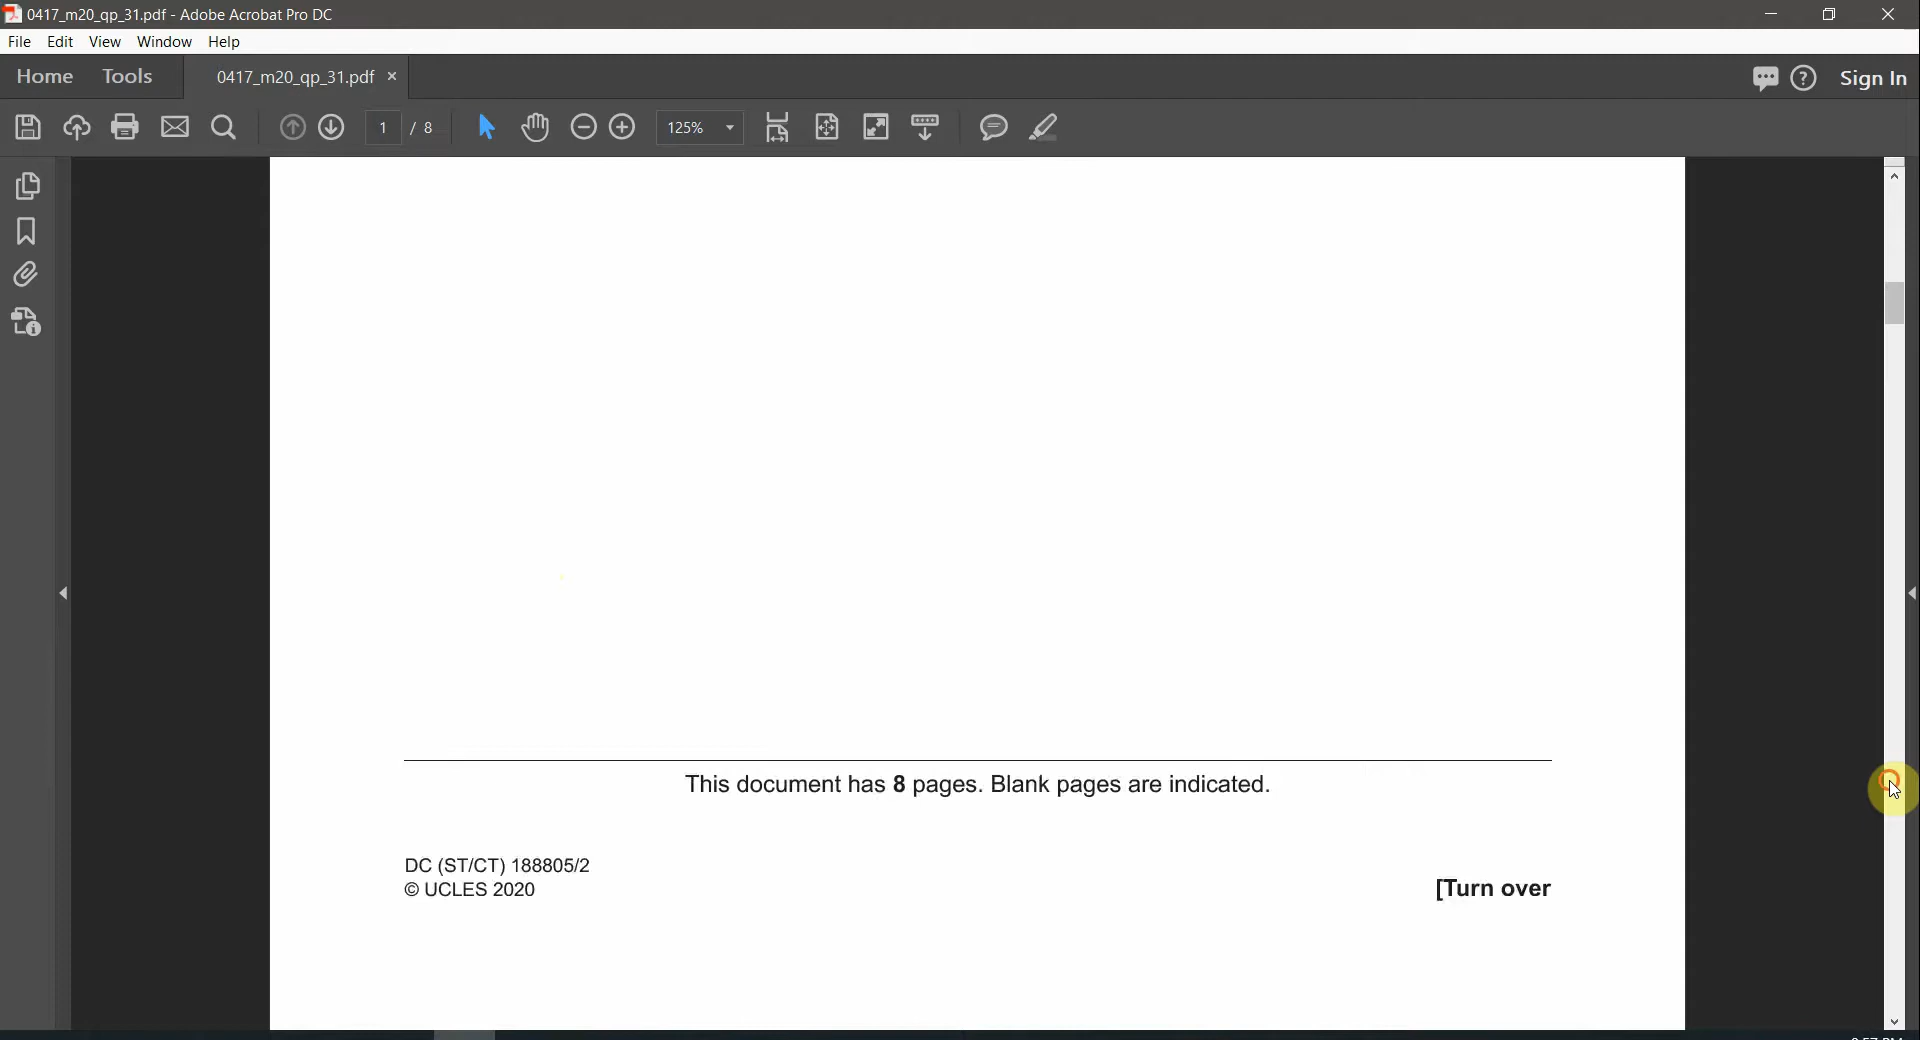 0417_m20_qp_31.pdf - Adobe Acrobat Pro DC
File Edit View Window Help
Home Tools 0417_m20_qp_31.pdf × Sign In
1 / 8 125%
This document has 8 pages. Blank pages are indicated.
DC (ST/CT) 188805/2
© UCLES 2020
[Turn over